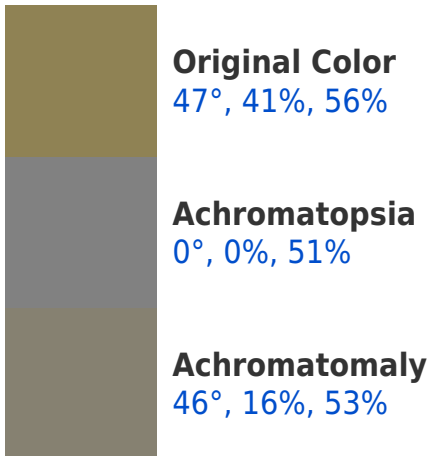 Original Color
47°, 41%, 56%
Achromatopsia
0°, 0%, 51%
Achromatomaly
46°, 16%, 53%